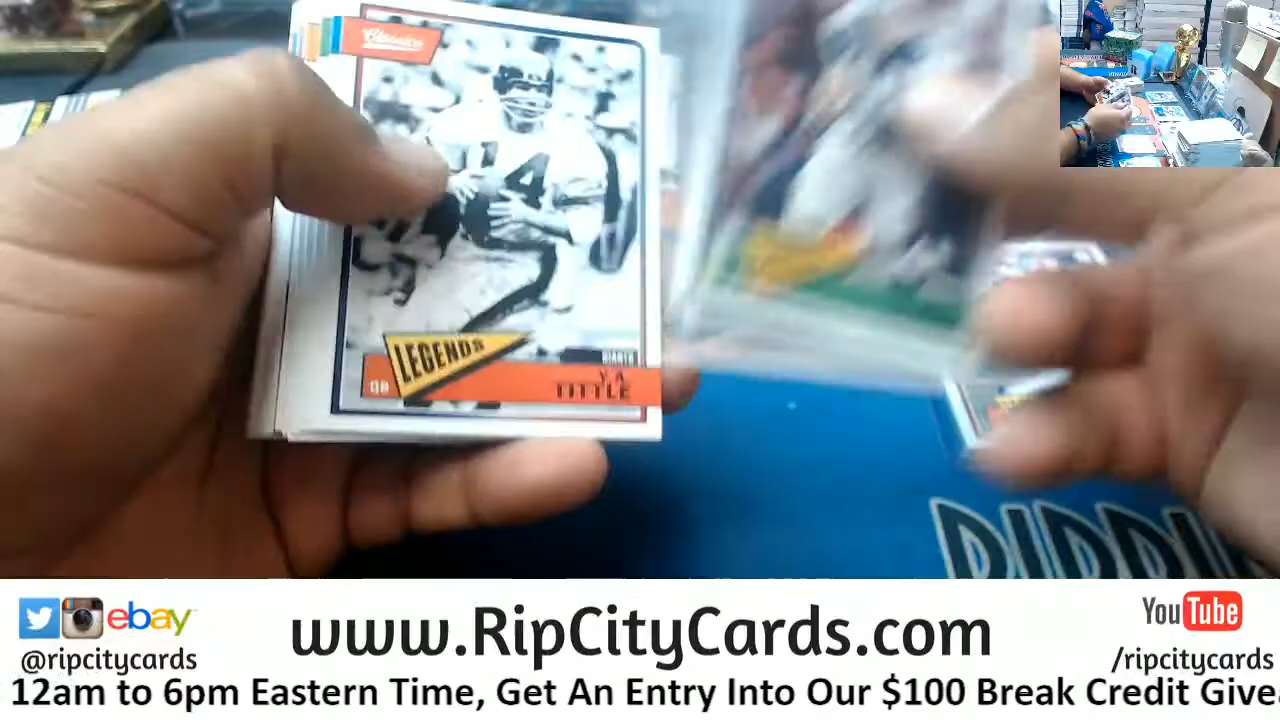 Classics
14
LEGENDS
GIANTS
QB
Y.A.
TITTLE
ebay
www.RipCityCards.com
YouTube
@ripcitycards
/ripcitycards
12am to 6pm Eastern Time, Get An Entry Into Our $100 Break Credit Give